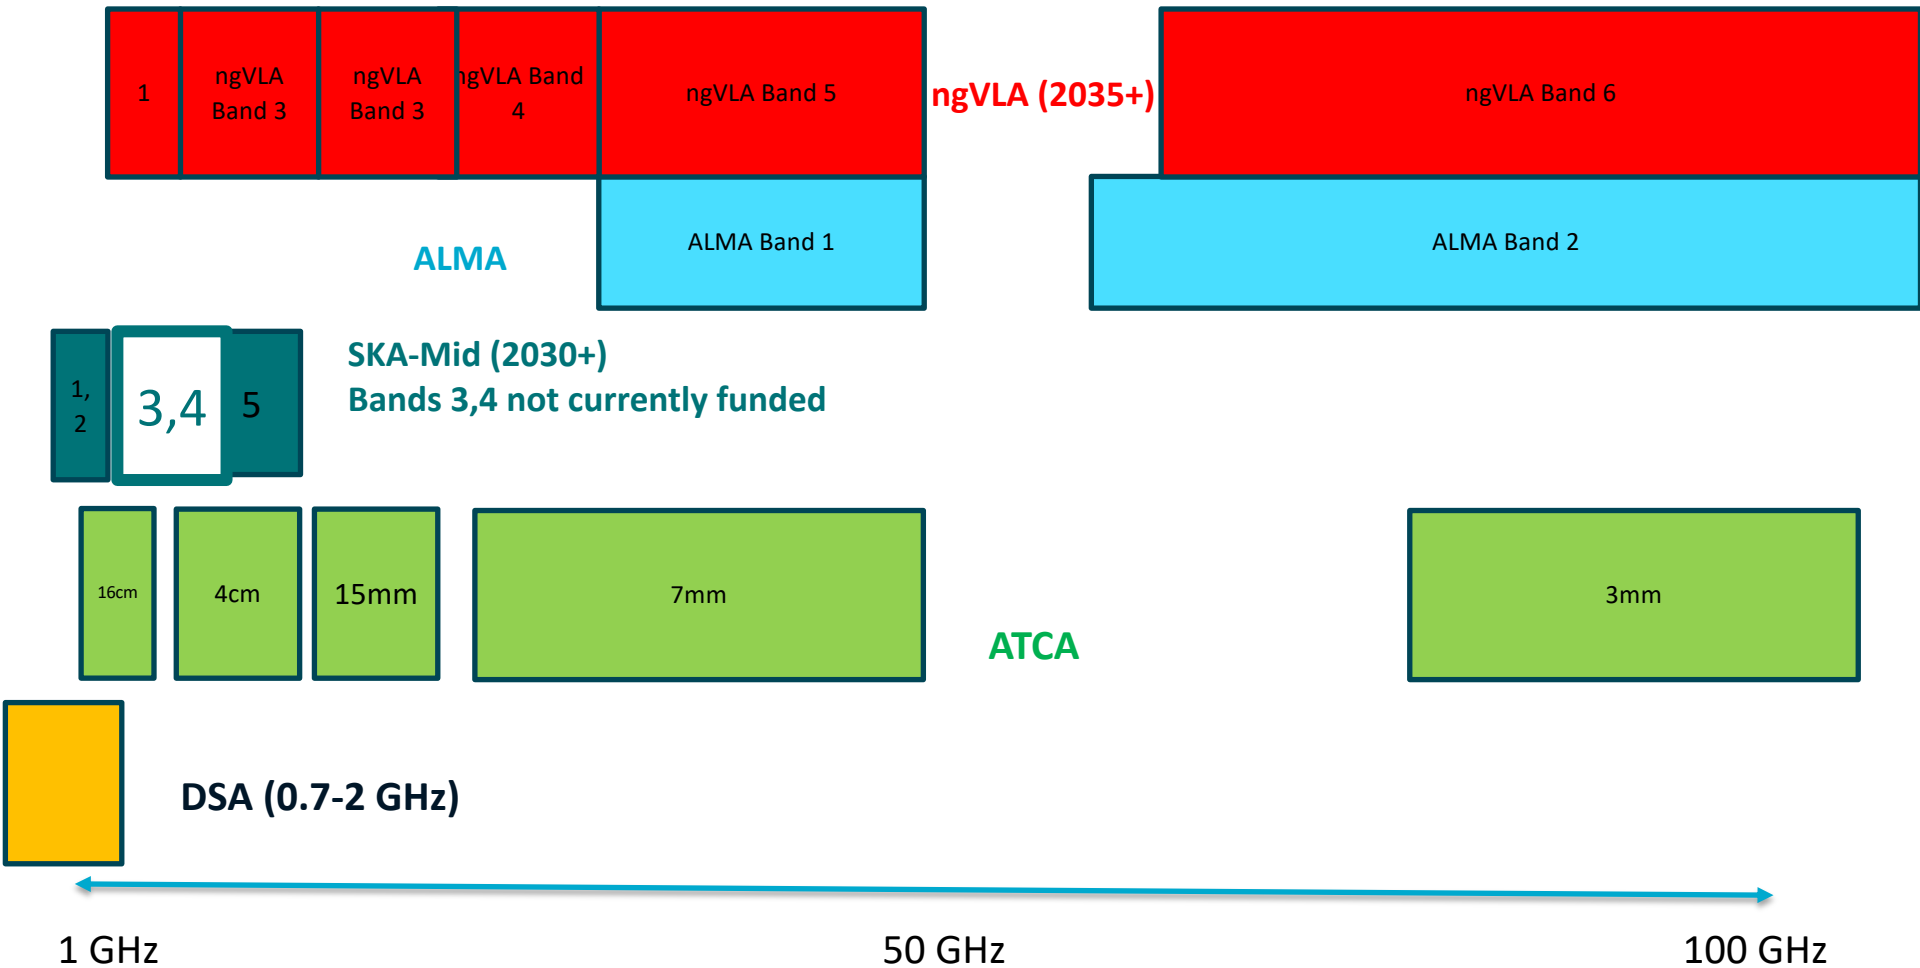 1
ngVLA
Band 3
ngVLA
Band 3
ngVLA Band
4
ngVLA Band 5
ngVLA (2035+)
ngVLA Band 6
ALMA
ALMA Band 1
ALMA Band 2
1,
2
3,4
5
SKA-Mid (2030+)
Bands 3,4 not currently funded
16cm
4cm
15mm
7mm
ATCA
3mm
DSA (0.7-2 GHz)
1 GHz
50 GHz
100 GHz